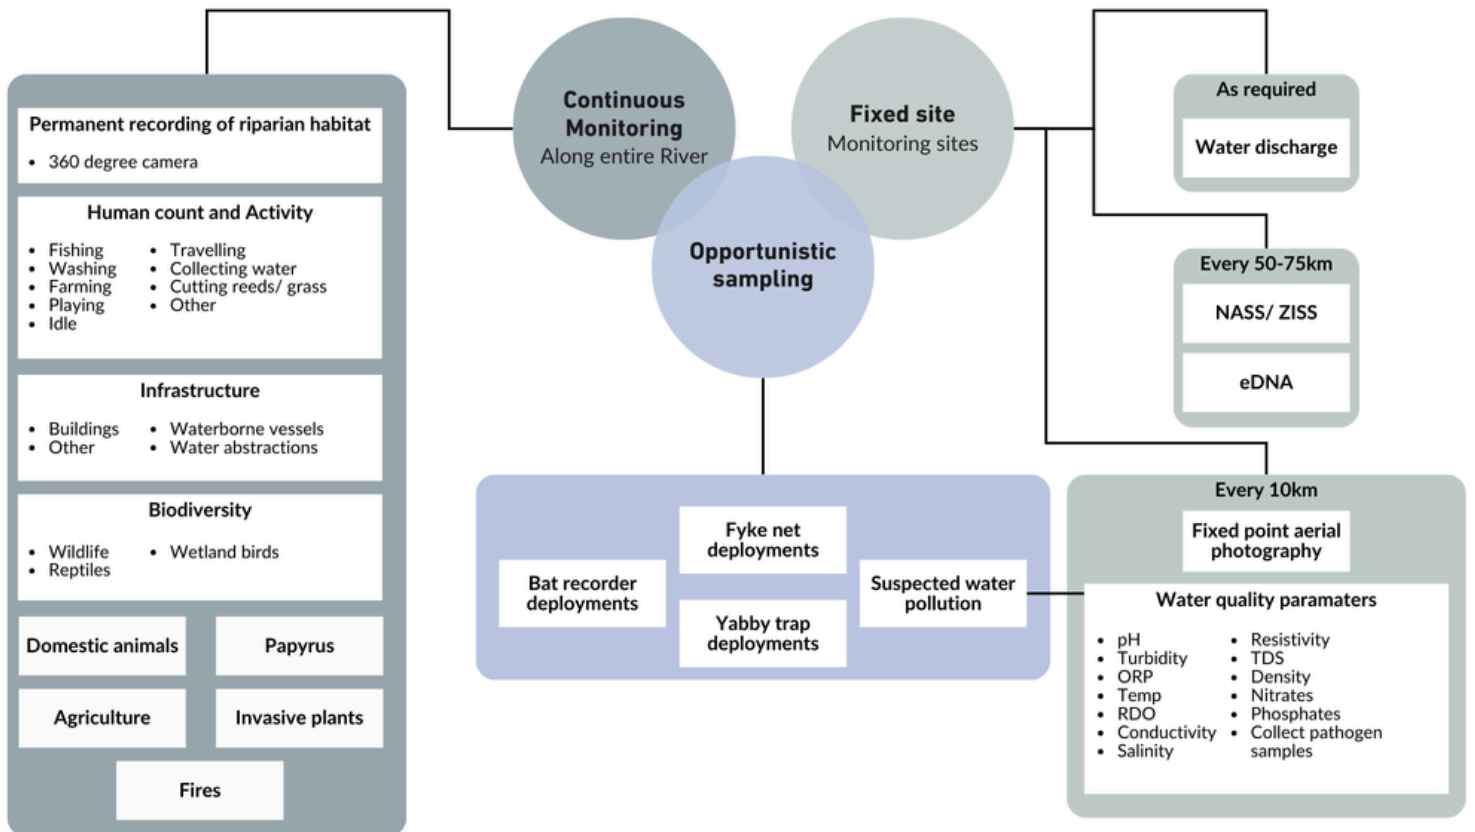 Continuous
Monitoring
Along entire River
Fixed site
Monitoring sites
Opportunistic
sampling
Permanent recording of riparian habitat
• 360 degree camera
Human count and Activity
• Fishing
• Washing
• Farming
• Playing
• Idle
• Travelling
• Collecting water
• Cutting reeds/ grass
• Other
Infrastructure
• Buildings
• Other
• Waterborne vessels
• Water abstractions
Biodiversity
• Wildlife
• Reptiles
• Wetland birds
Domestic animals
Papyrus
Agriculture
Invasive plants
Fires
Fyke net
deployments
Bat recorder
deployments
Yabby trap
deployments
Suspected water
pollution
As required
Water discharge
Every 50-75km
NASS/ ZISS
eDNA
Every 10km
Fixed point aerial
photography
Water quality paramaters
• pH
• Turbidity
• ORP
• Temp
• RDO
• Conductivity
• Salinity
• Resistivity
• TDS
• Density
• Nitrates
• Phosphates
• Collect pathogen
samples